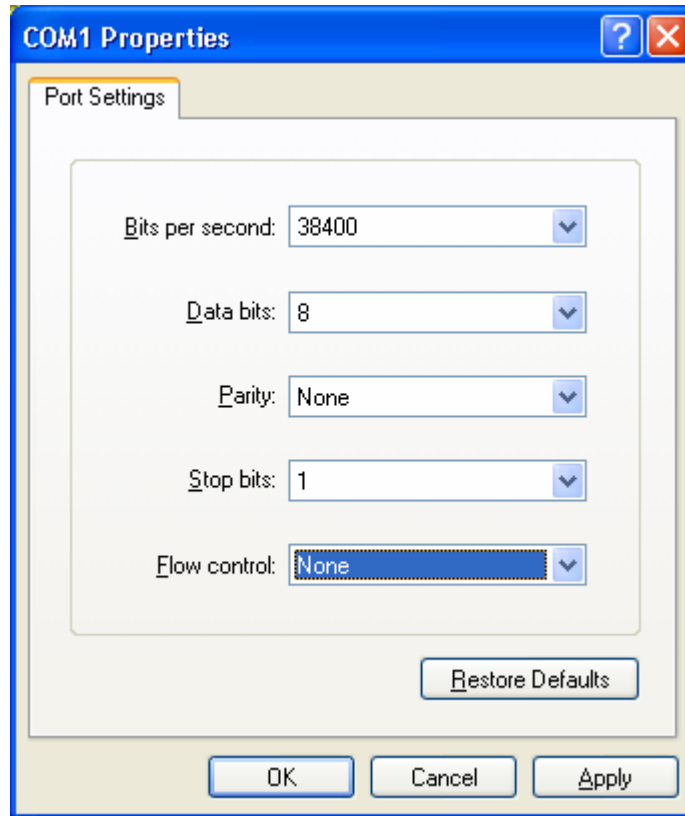 COM1 Properties
Port Settings
Bits per second: 38400
Data bits: 8
Parity: None
Stop bits: 1
Flow control: None
Restore Defaults
OK Cancel Apply